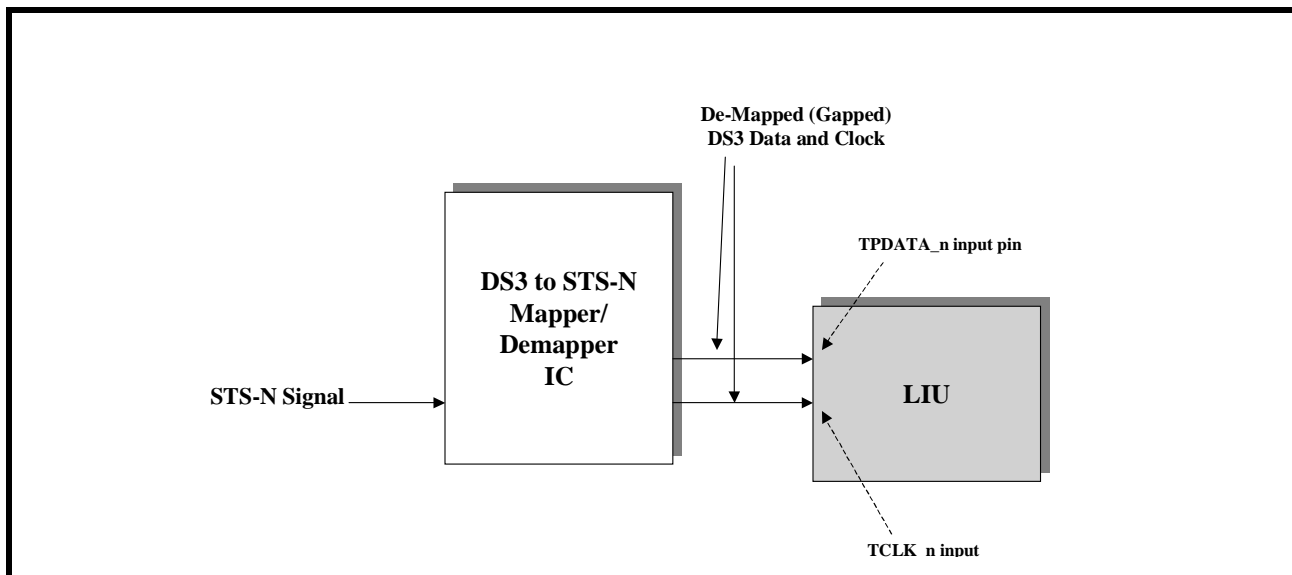 De-Mapped (Gapped)
DS3 Data and Clock
TPDATA_n input pin
DS3 to STS-N
Mapper/
Demapper
IC
LIU
STS-N Signal
TCLK_n input